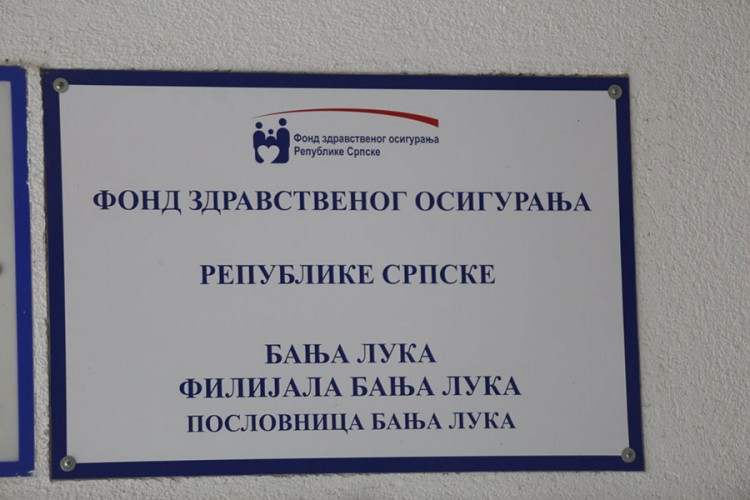 Фонд здравственог осигурања
Републике Српске
ФОНД ЗДРАВСТВЕНОГ ОСИГУРАЊА
РЕПУБЛИКЕ СРПСКЕ
БАЊА ЛУКА
ФИЛИЈАЛА БАЊА ЛУКА
ПОСЛОВНИЦА БАЊА ЛУКА